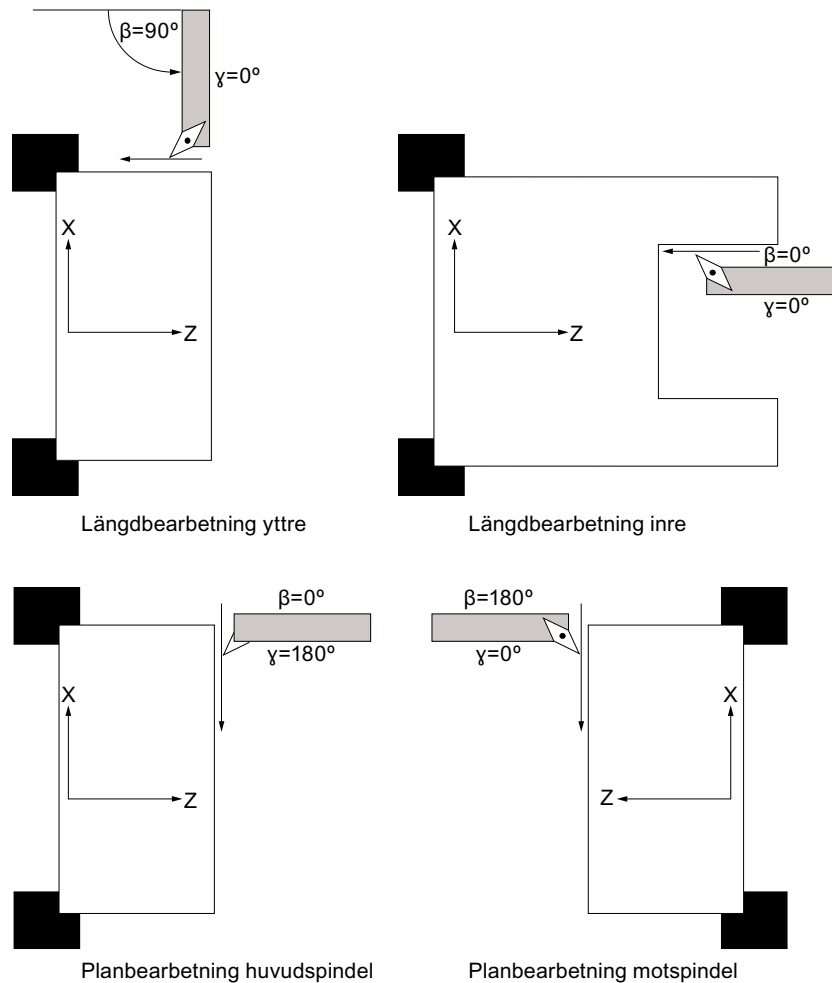 β=90º
γ=0º
X
Z
Längdbearbetning yttre
X
β=0º
Z
γ=0º
Längdbearbetning inre
β=0º
γ=180º
X
Z
Planbearbetning huvudspindel
β=180º
γ=0º
X
Z
Planbearbetning motspindel